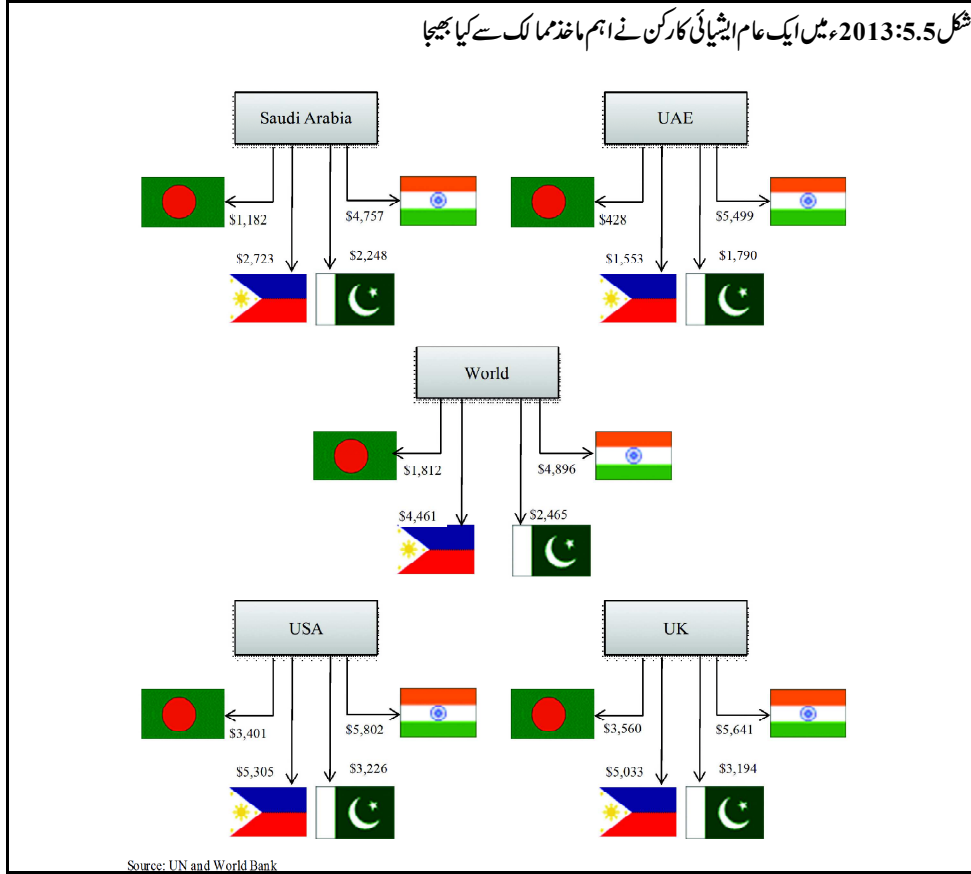 شکل 5.5: 2013ء میں ایک عام ایشیائی کارکن نے اہم ماخذ ممالک سے کیا بھیجا
Saudi Arabia
UAE
$1,182
$4,757
$428
$5,499
$2,723
$2,248
$1,553
$1,790
World
$1,812
$4,896
$4,461
$2,465
USA
UK
$3,401
$5,802
$3,560
$5,641
$5,305
$3,226
$5,033
$3,194
Source: UN and World Bank